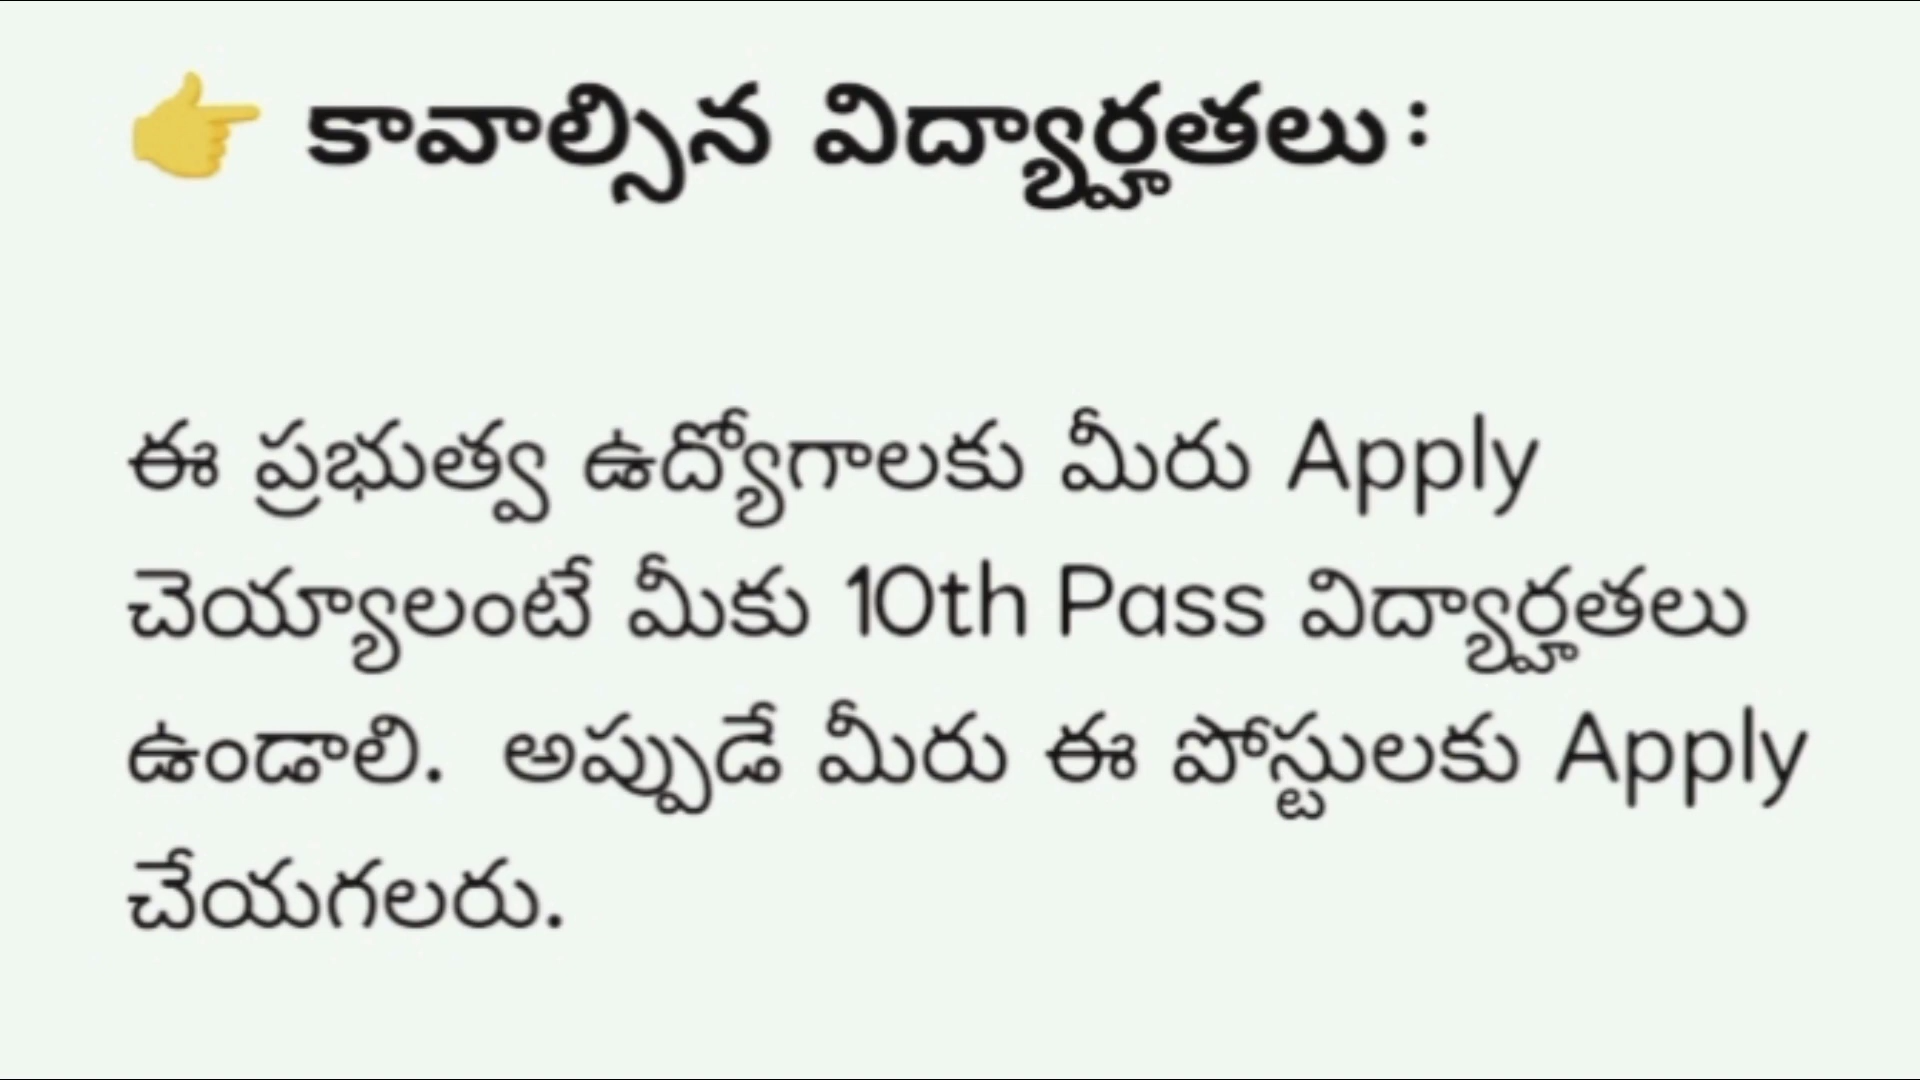 👉 కావాల్సిన విద్యార్హతలు:
ఈ ప్రభుత్వ ఉద్యోగాలకు మీరు Apply
చెయ్యాలంటే మీకు 10th Pass విద్యార్హతలు
ఉండాలి. అప్పుడే మీరు ఈ పోస్టులకు Apply
చేయగలరు.